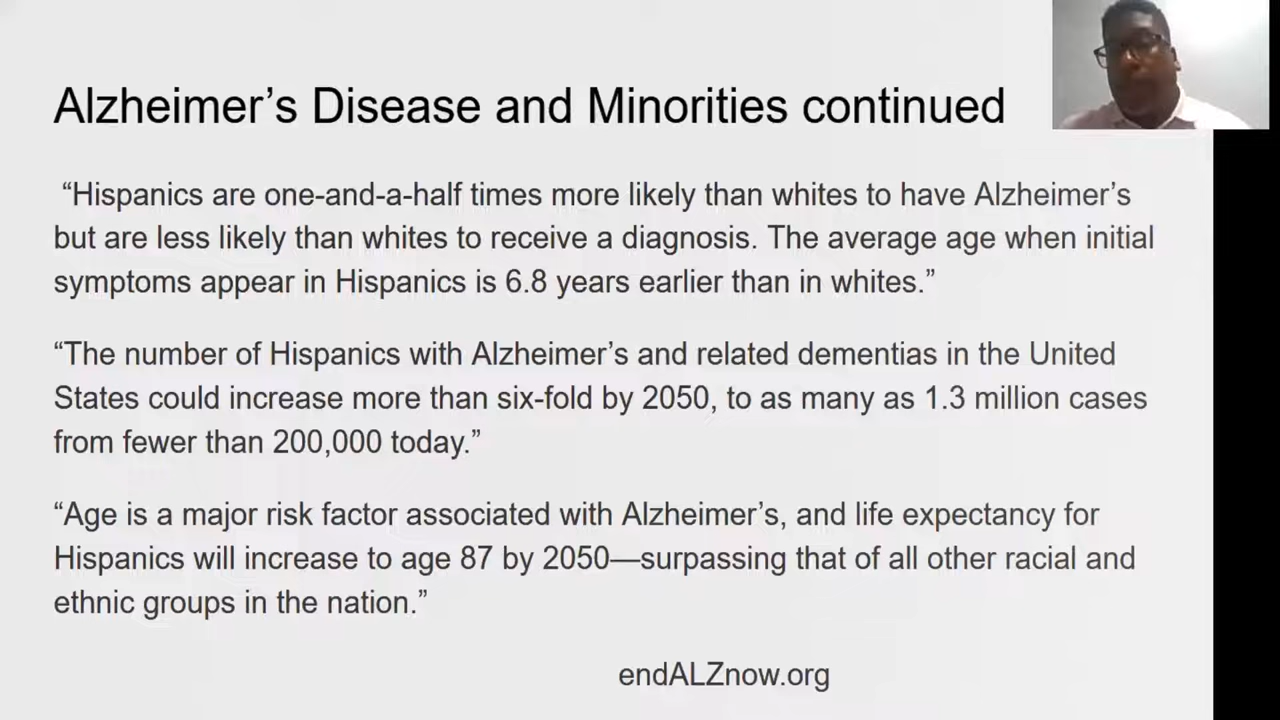 Alzheimer’s Disease and Minorities continued
“Hispanics are one-and-a-half times more likely than whites to have Alzheimer’s
but are less likely than whites to receive a diagnosis. The average age when initial
symptoms appear in Hispanics is 6.8 years earlier than in whites.”
“The number of Hispanics with Alzheimer’s and related dementias in the United
States could increase more than six-fold by 2050, to as many as 1.3 million cases
from fewer than 200,000 today.”
“Age is a major risk factor associated with Alzheimer’s, and life expectancy for
Hispanics will increase to age 87 by 2050—surpassing that of all other racial and
ethnic groups in the nation.”
endALZnow.org